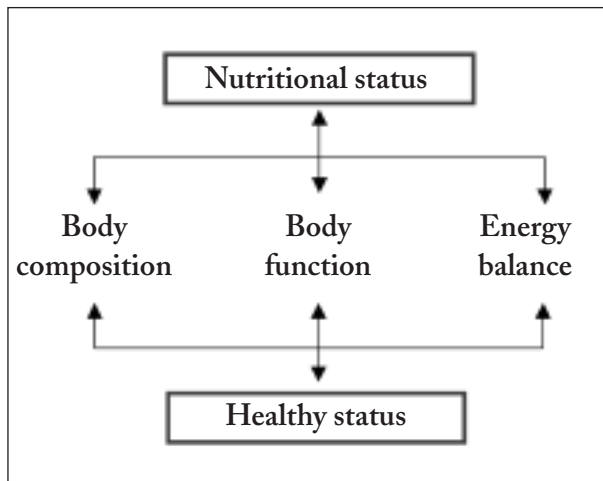 Nutritional status
Body composition
Body function
Energy balance
Healthy status